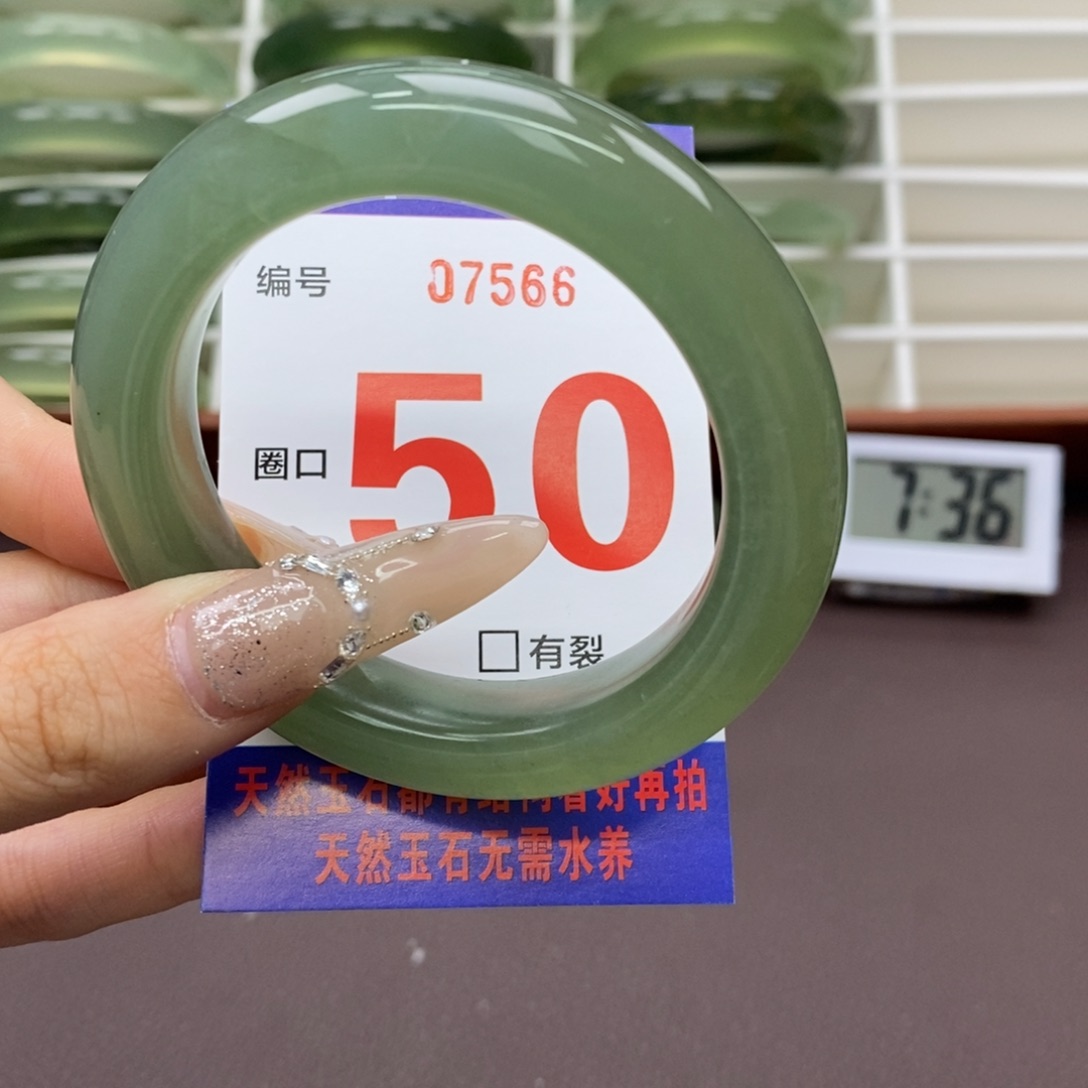 编号 07566
圈口 50
□有裂
天然玉石都有结构看好再拍
天然玉石无需水养
7:36